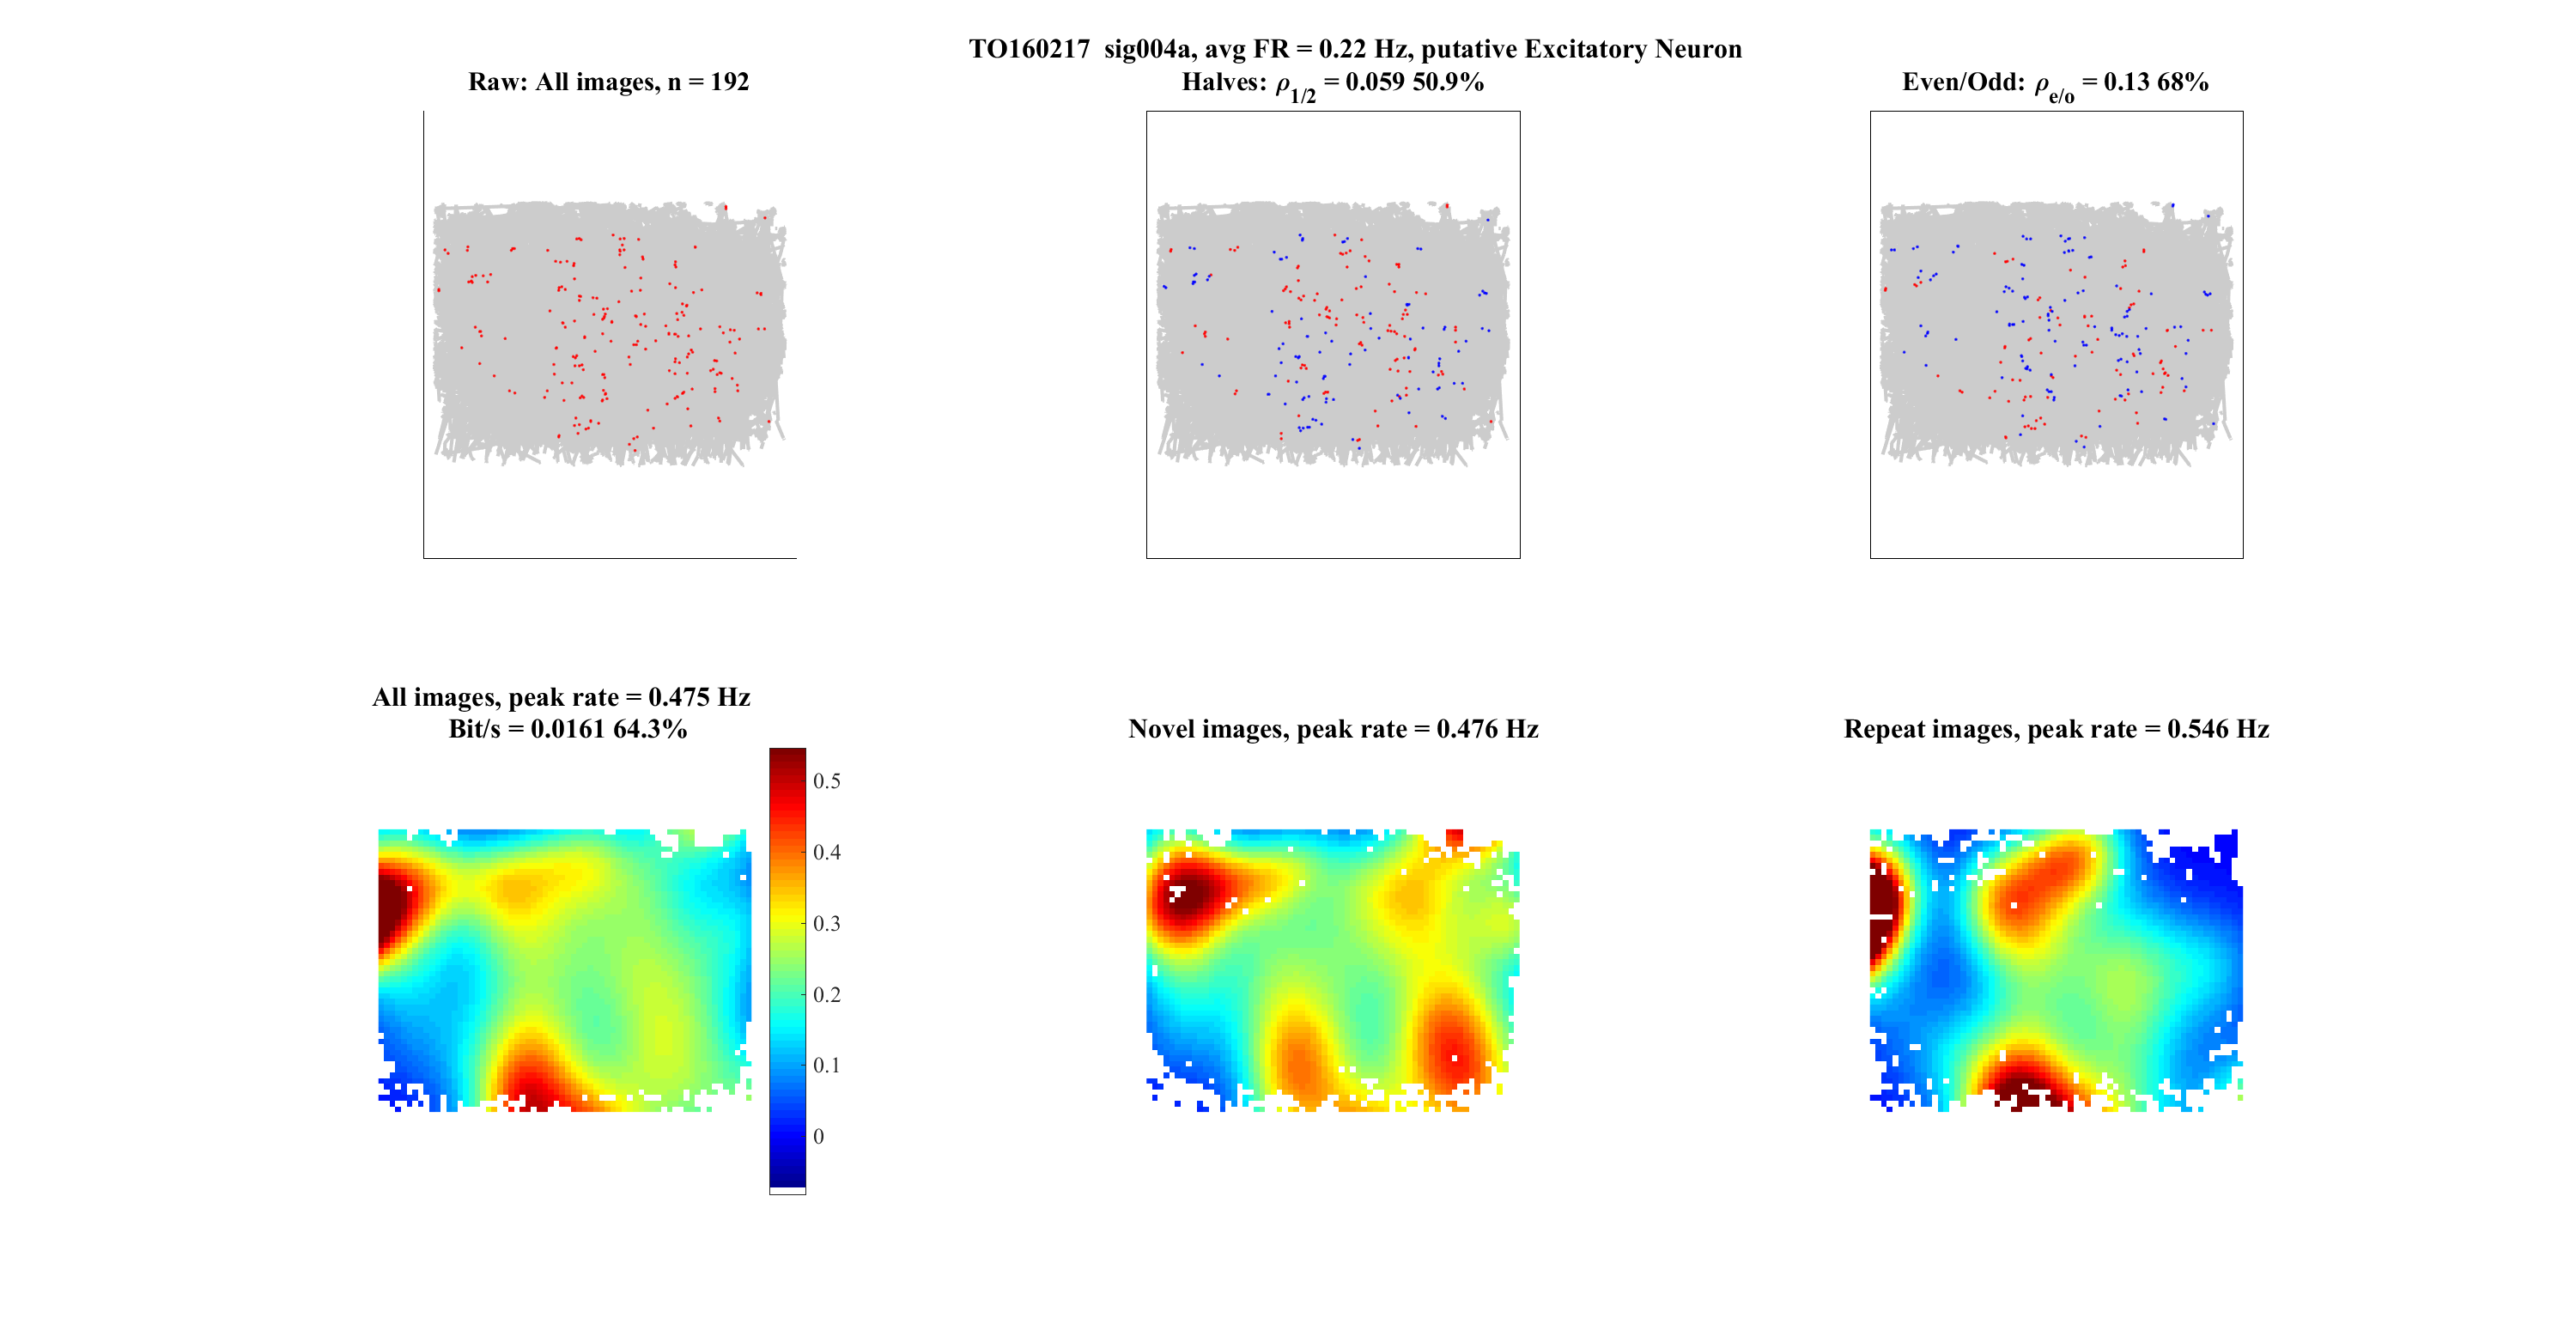 TO160217  sig004a, avg FR = 0.22 Hz, putative Excitatory Neuron
Raw: All images, n = 192
Halves: ρ1/2 = 0.059 50.9%
Even/Odd: ρe/o = 0.13 68%
All images, peak rate = 0.475 Hz
Bit/s = 0.0161 64.3%
0.5
0.4
0.3
0.2
0.1
0
Novel images, peak rate = 0.476 Hz
Repeat images, peak rate = 0.546 Hz